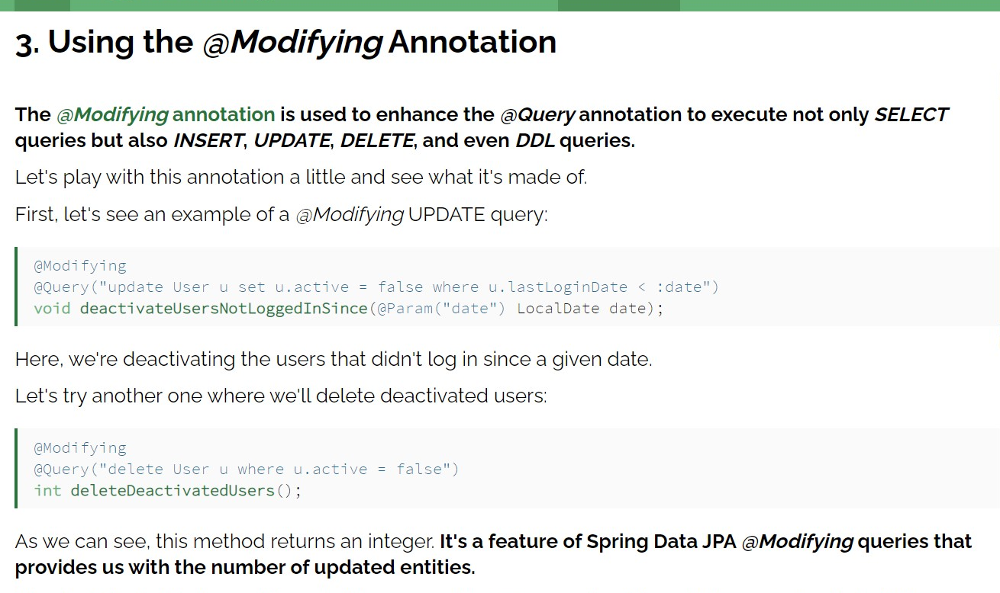 3. Using the @Modifying Annotation
The @Modifying annotation is used to enhance the @Query annotation to execute not only SELECT
queries but also INSERT, UPDATE, DELETE, and even DDL queries.
Let's play with this annotation a little and see what it's made of.
First, let's see an example of a @Modifying UPDATE query:
@Modifying
@Query("update User u set u.active = false where u.lastLoginDate < :date")
void deactivateUsersNotLoggedInSince(@Param("date") LocalDate date);
Here, we're deactivating the users that didn't log in since a given date.
Let's try another one where we'll delete deactivated users:
@Modifying
@Query("delete User u where u.active = false")
int deleteDeactivatedUsers();
As we can see, this method returns an integer. It's a feature of Spring Data JPA @Modifying queries that
provides us with the number of updated entities.